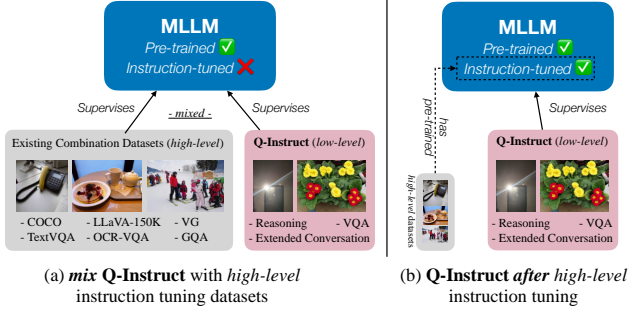 MLLM
Pre-trained ✅
Instruction-tuned ❌
Supervises
- mixed -
Supervises
Existing Combination Datasets (high-level)
- COCO - LLaVA-150K - VG
- TextVQA - OCR-VQA - GQA
Q-Instruct (low-level)
- Reasoning - VQA
- Extended Conversation
(a) mix Q-Instruct with high-level
instruction tuning datasets
MLLM
Pre-trained ✅
Instruction-tuned ✅
has
pre-trained
Supervises
high-level datasets
Q-Instruct (low-level)
- Reasoning - VQA
- Extended Conversation
(b) Q-Instruct after high-level
instruction tuning